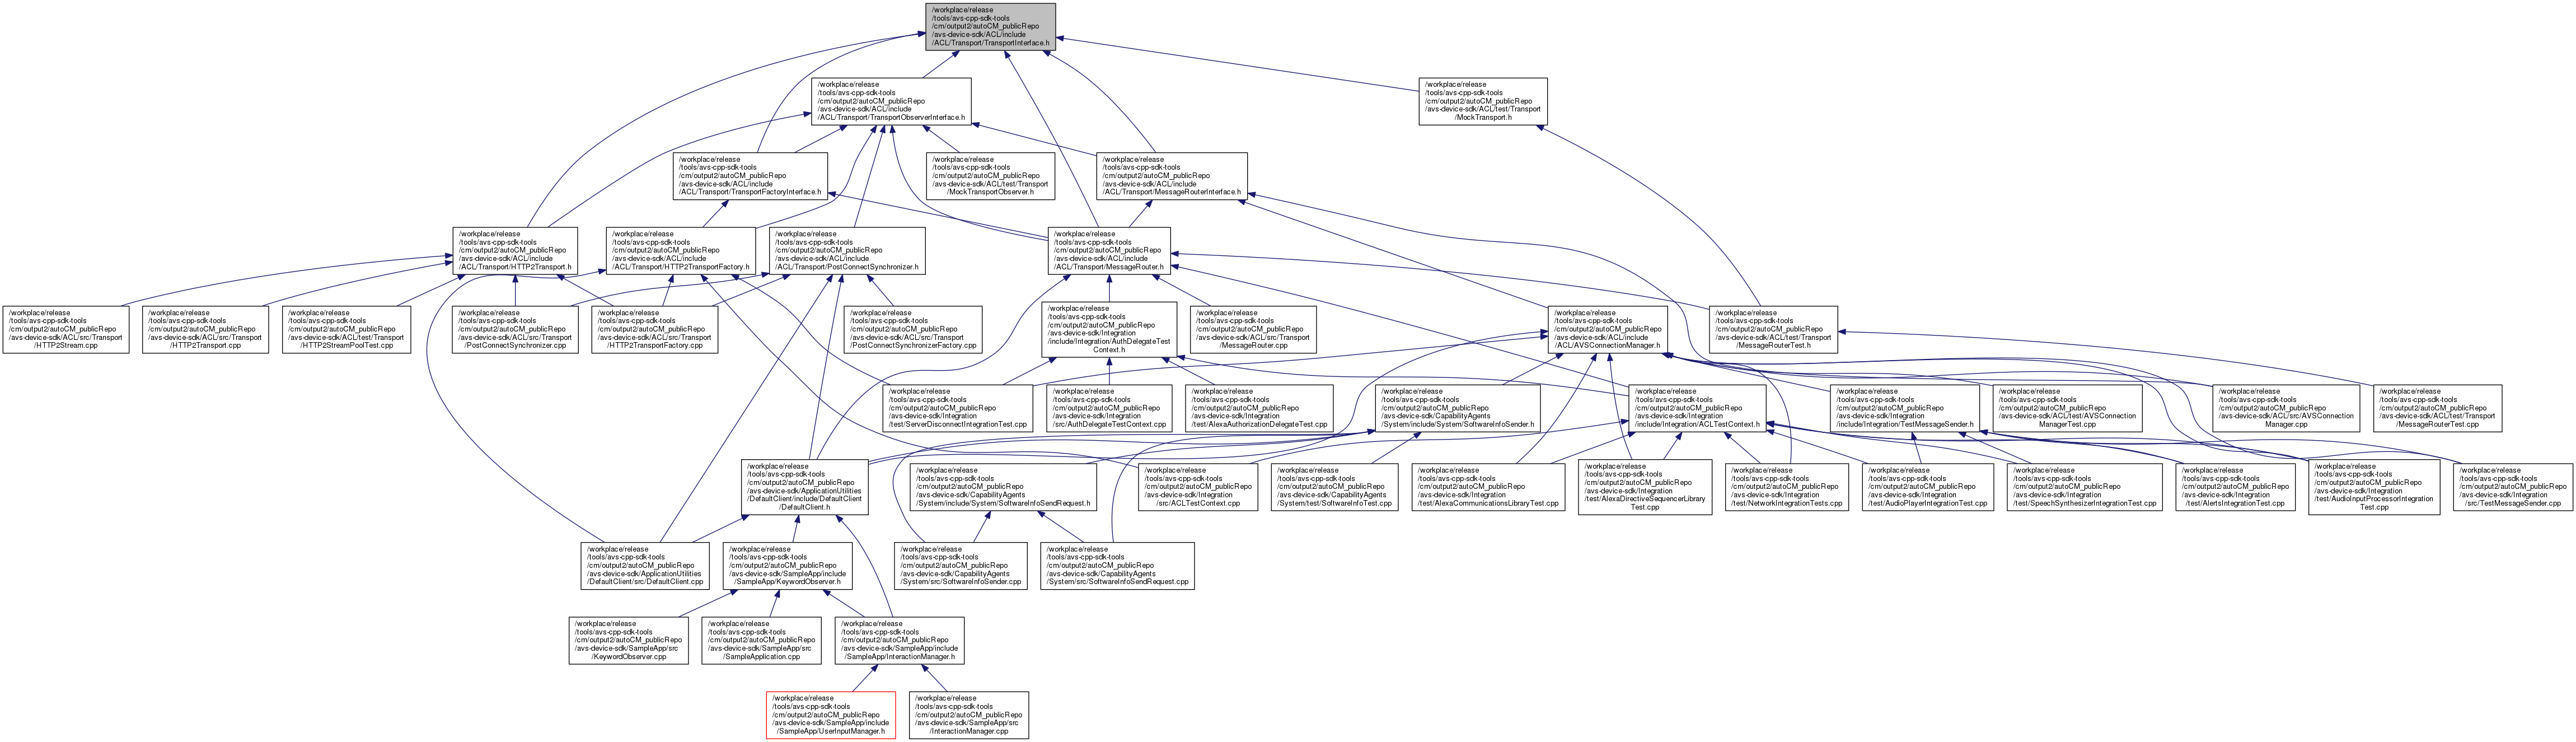 /workplace/release
/tools/avs-cpp-sdk-tools
/cm/output2/autoCM_publicRepo
/avs-device-sdk/ACL/include
/ACL/Transport/TransportInterface.h
/workplace/release
/tools/avs-cpp-sdk-tools
/cm/output2/autoCM_publicRepo
/avs-device-sdk/ACL/include
/ACL/Transport/TransportObserverInterface.h
/workplace/release
/tools/avs-cpp-sdk-tools
/cm/output2/autoCM_publicRepo
/avs-device-sdk/ACL/test/Transport
/MockTransport.h
/workplace/release
/tools/avs-cpp-sdk-tools
/cm/output2/autoCM_publicRepo
/avs-device-sdk/ACL/include
/ACL/Transport/TransportFactoryInterface.h
/workplace/release
/tools/avs-cpp-sdk-tools
/cm/output2/autoCM_publicRepo
/avs-device-sdk/ACL/test/Transport
/MockTransportObserver.h
/workplace/release
/tools/avs-cpp-sdk-tools
/cm/output2/autoCM_publicRepo
/avs-device-sdk/ACL/include
/ACL/Transport/MessageRouterInterface.h
/workplace/release
/tools/avs-cpp-sdk-tools
/cm/output2/autoCM_publicRepo
/avs-device-sdk/ACL/include
/ACL/Transport/HTTP2Transport.h
/workplace/release
/tools/avs-cpp-sdk-tools
/cm/output2/autoCM_publicRepo
/avs-device-sdk/ACL/include
/ACL/Transport/HTTP2TransportFactory.h
/workplace/release
/tools/avs-cpp-sdk-tools
/cm/output2/autoCM_publicRepo
/avs-device-sdk/ACL/include
/ACL/Transport/PostConnectSynchronizer.h
/workplace/release
/tools/avs-cpp-sdk-tools
/cm/output2/autoCM_publicRepo
/avs-device-sdk/ACL/include
/ACL/Transport/MessageRouter.h
/workplace/release
/tools/avs-cpp-sdk-tools
/cm/output2/autoCM_publicRepo
/avs-device-sdk/ACL/src/Transport
/HTTP2Stream.cpp
/workplace/release
/tools/avs-cpp-sdk-tools
/cm/output2/autoCM_publicRepo
/avs-device-sdk/ACL/src/Transport
/HTTP2Transport.cpp
/workplace/release
/tools/avs-cpp-sdk-tools
/cm/output2/autoCM_publicRepo
/avs-device-sdk/ACL/test/Transport
/HTTP2StreamPoolTest.cpp
/workplace/release
/tools/avs-cpp-sdk-tools
/cm/output2/autoCM_publicRepo
/avs-device-sdk/ACL/src/Transport
/PostConnectSynchronizer.cpp
/workplace/release
/tools/avs-cpp-sdk-tools
/cm/output2/autoCM_publicRepo
/avs-device-sdk/ACL/src/Transport
/HTTP2TransportFactory.cpp
/workplace/release
/tools/avs-cpp-sdk-tools
/cm/output2/autoCM_publicRepo
/avs-device-sdk/ACL/src/Transport
/PostConnectSynchronizerFactory.cpp
/workplace/release
/tools/avs-cpp-sdk-tools
/cm/output2/autoCM_publicRepo
/avs-device-sdk/Integration
/include/Integration/AuthDelegateTest
Context.h
/workplace/release
/tools/avs-cpp-sdk-tools
/cm/output2/autoCM_publicRepo
/avs-device-sdk/ACL/src/Transport
/MessageRouter.cpp
/workplace/release
/tools/avs-cpp-sdk-tools
/cm/output2/autoCM_publicRepo
/avs-device-sdk/ACL/include
/ACL/AVSConnectionManager.h
/workplace/release
/tools/avs-cpp-sdk-tools
/cm/output2/autoCM_publicRepo
/avs-device-sdk/ACL/test/Transport
/MessageRouterTest.h
/workplace/release
/tools/avs-cpp-sdk-tools
/cm/output2/autoCM_publicRepo
/avs-device-sdk/Integration
/test/ServerDisconnectIntegrationTest.cpp
/workplace/release
/tools/avs-cpp-sdk-tools
/cm/output2/autoCM_publicRepo
/avs-device-sdk/Integration
/src/AuthDelegateTestContext.cpp
/workplace/release
/tools/avs-cpp-sdk-tools
/cm/output2/autoCM_publicRepo
/avs-device-sdk/Integration
/test/AlexaAuthorizationDelegateTest.cpp
/workplace/release
/tools/avs-cpp-sdk-tools
/cm/output2/autoCM_publicRepo
/avs-device-sdk/CapabilityAgents
/System/include/System/SoftwareInfoSender.h
/workplace/release
/tools/avs-cpp-sdk-tools
/cm/output2/autoCM_publicRepo
/avs-device-sdk/Integration
/include/Integration/ACLTestContext.h
/workplace/release
/tools/avs-cpp-sdk-tools
/cm/output2/autoCM_publicRepo
/avs-device-sdk/Integration
/include/Integration/TestMessageSender.h
/workplace/release
/tools/avs-cpp-sdk-tools
/cm/output2/autoCM_publicRepo
/avs-device-sdk/ACL/test/AVSConnection
ManagerTest.cpp
/workplace/release
/tools/avs-cpp-sdk-tools
/cm/output2/autoCM_publicRepo
/avs-device-sdk/ACL/src/AVSConnection
Manager.cpp
/workplace/release
/tools/avs-cpp-sdk-tools
/cm/output2/autoCM_publicRepo
/avs-device-sdk/ACL/test/Transport
/MessageRouterTest.cpp
/workplace/release
/tools/avs-cpp-sdk-tools
/cm/output2/autoCM_publicRepo
/avs-device-sdk/ApplicationUtilities
/DefaultClient/include/DefaultClient
/DefaultClient.h
/workplace/release
/tools/avs-cpp-sdk-tools
/cm/output2/autoCM_publicRepo
/avs-device-sdk/CapabilityAgents
/System/include/System/SoftwareInfoSendRequest.h
/workplace/release
/tools/avs-cpp-sdk-tools
/cm/output2/autoCM_publicRepo
/avs-device-sdk/Integration
/src/ACLTestContext.cpp
/workplace/release
/tools/avs-cpp-sdk-tools
/cm/output2/autoCM_publicRepo
/avs-device-sdk/CapabilityAgents
/System/test/SoftwareInfoTest.cpp
/workplace/release
/tools/avs-cpp-sdk-tools
/cm/output2/autoCM_publicRepo
/avs-device-sdk/Integration
/test/AlexaCommunicationsLibraryTest.cpp
/workplace/release
/tools/avs-cpp-sdk-tools
/cm/output2/autoCM_publicRepo
/avs-device-sdk/Integration
/test/AlexaDirectiveSequencerLibrary
Test.cpp
/workplace/release
/tools/avs-cpp-sdk-tools
/cm/output2/autoCM_publicRepo
/avs-device-sdk/Integration
/test/NetworkIntegrationTests.cpp
/workplace/release
/tools/avs-cpp-sdk-tools
/cm/output2/autoCM_publicRepo
/avs-device-sdk/Integration
/test/AudioPlayerIntegrationTest.cpp
/workplace/release
/tools/avs-cpp-sdk-tools
/cm/output2/autoCM_publicRepo
/avs-device-sdk/Integration
/test/SpeechSynthesizerIntegrationTest.cpp
/workplace/release
/tools/avs-cpp-sdk-tools
/cm/output2/autoCM_publicRepo
/avs-device-sdk/Integration
/test/AlertsIntegrationTest.cpp
/workplace/release
/tools/avs-cpp-sdk-tools
/cm/output2/autoCM_publicRepo
/avs-device-sdk/Integration
/test/AudioInputProcessorIntegration
Test.cpp
/workplace/release
/tools/avs-cpp-sdk-tools
/cm/output2/autoCM_publicRepo
/avs-device-sdk/Integration
/src/TestMessageSender.cpp
/workplace/release
/tools/avs-cpp-sdk-tools
/cm/output2/autoCM_publicRepo
/avs-device-sdk/ApplicationUtilities
/DefaultClient/src/DefaultClient.cpp
/workplace/release
/tools/avs-cpp-sdk-tools
/cm/output2/autoCM_publicRepo
/avs-device-sdk/SampleApp/include
/SampleApp/KeywordObserver.h
/workplace/release
/tools/avs-cpp-sdk-tools
/cm/output2/autoCM_publicRepo
/avs-device-sdk/CapabilityAgents
/System/src/SoftwareInfoSender.cpp
/workplace/release
/tools/avs-cpp-sdk-tools
/cm/output2/autoCM_publicRepo
/avs-device-sdk/CapabilityAgents
/System/src/SoftwareInfoSendRequest.cpp
/workplace/release
/tools/avs-cpp-sdk-tools
/cm/output2/autoCM_publicRepo
/avs-device-sdk/SampleApp/src
/KeywordObserver.cpp
/workplace/release
/tools/avs-cpp-sdk-tools
/cm/output2/autoCM_publicRepo
/avs-device-sdk/SampleApp/src
/SampleApplication.cpp
/workplace/release
/tools/avs-cpp-sdk-tools
/cm/output2/autoCM_publicRepo
/avs-device-sdk/SampleApp/include
/SampleApp/InteractionManager.h
/workplace/release
/tools/avs-cpp-sdk-tools
/cm/output2/autoCM_publicRepo
/avs-device-sdk/SampleApp/include
/SampleApp/UserInputManager.h
/workplace/release
/tools/avs-cpp-sdk-tools
/cm/output2/autoCM_publicRepo
/avs-device-sdk/SampleApp/src
/InteractionManager.cpp